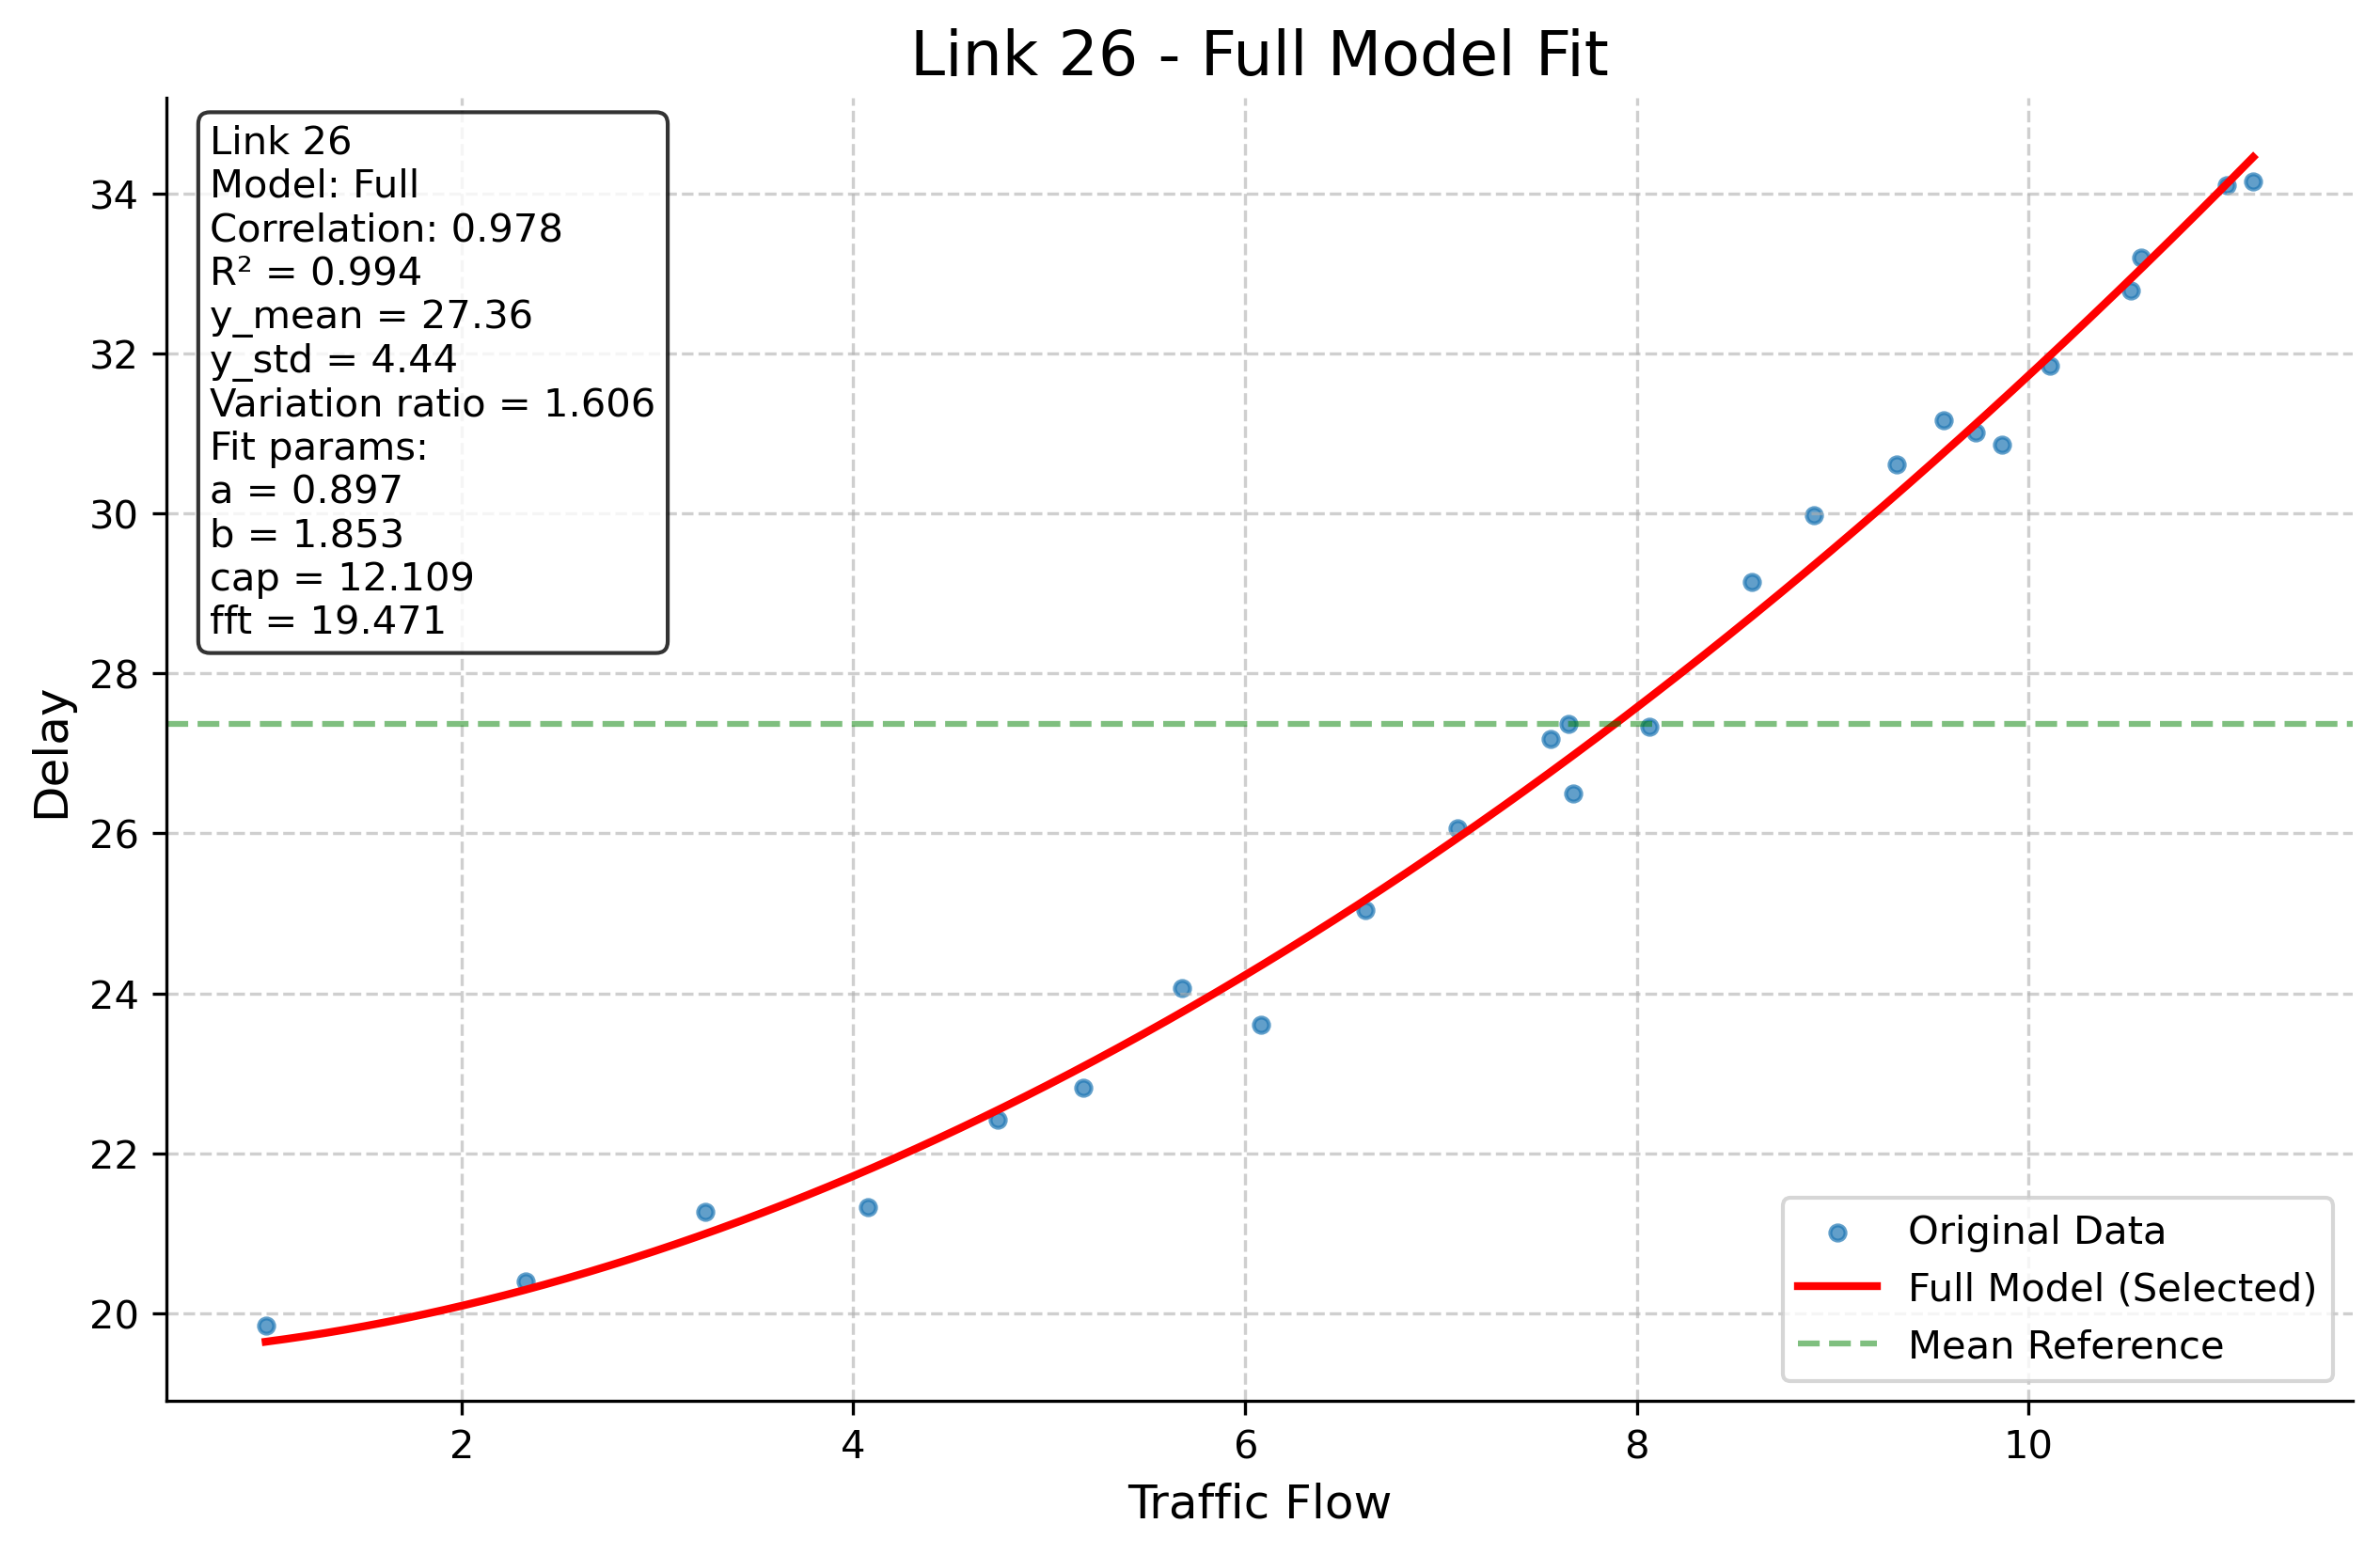 Link 26 - Full Model Fit
Link 26
Model: Full
Correlation: 0.978
R² = 0.994
y_mean = 27.36
y_std = 4.44
Variation ratio = 1.606
Fit params:
a = 0.897
b = 1.853
cap = 12.109
fft = 19.471
34
32
30
28
26
24
22
20
Delay
Original Data
Full Model (Selected)
Mean Reference
2 4 6 8 10
Traffic Flow